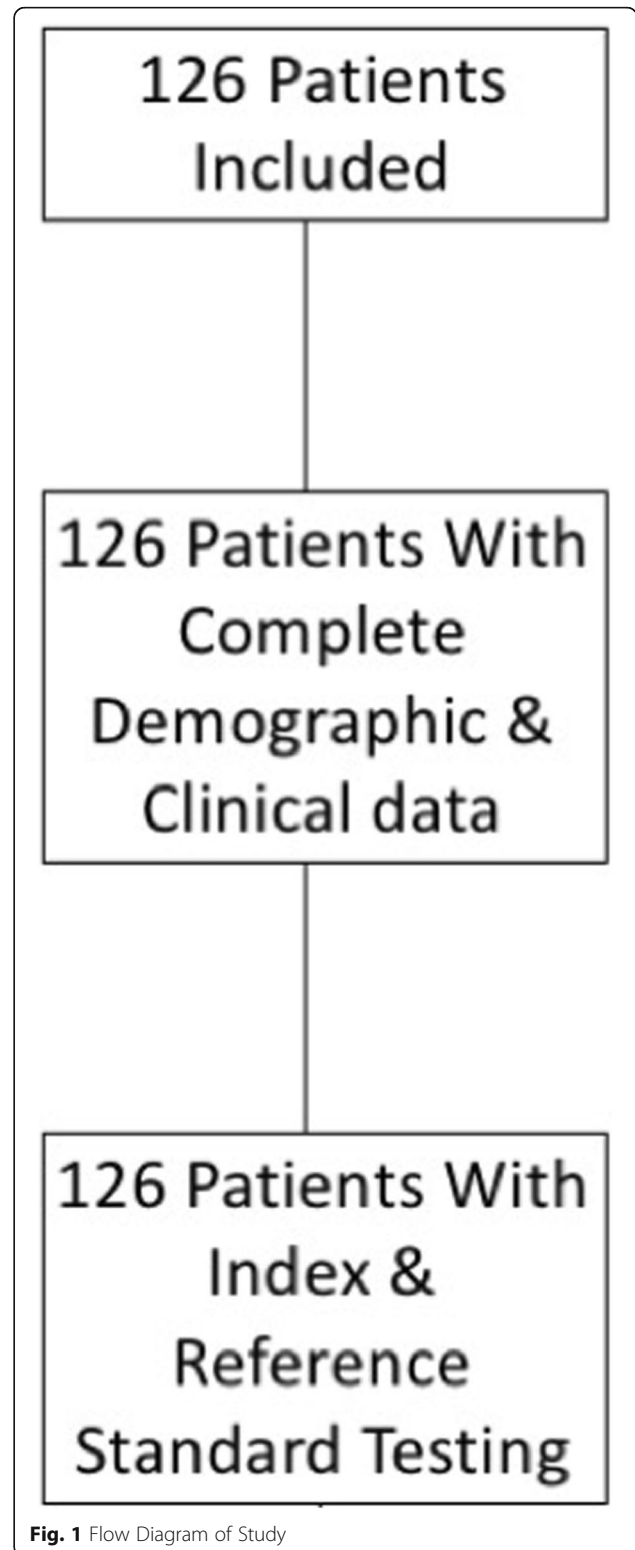 126 Patients
Included
126 Patients With
Complete
Demographic &
Clinical data
126 Patients With
Index &
Reference
Standard Testing
Fig. 1 Flow Diagram of Study